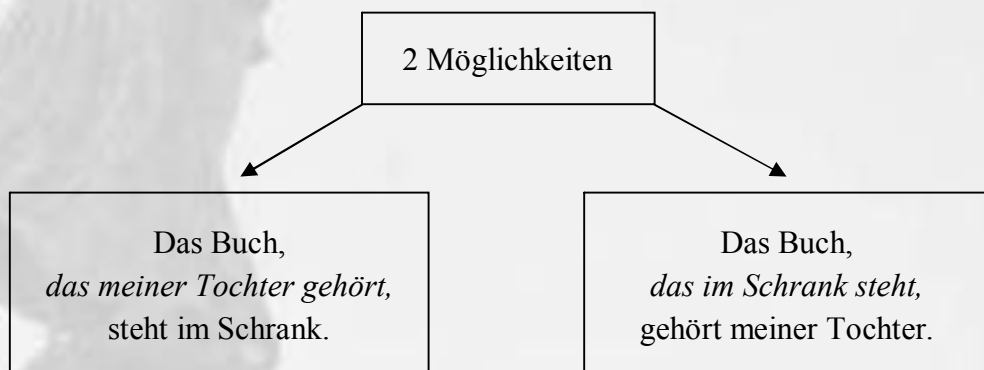 2 Möglichkeiten
Das Buch,
das meiner Tochter gehört,
steht im Schrank.
Das Buch,
das im Schrank steht,
gehört meiner Tochter.